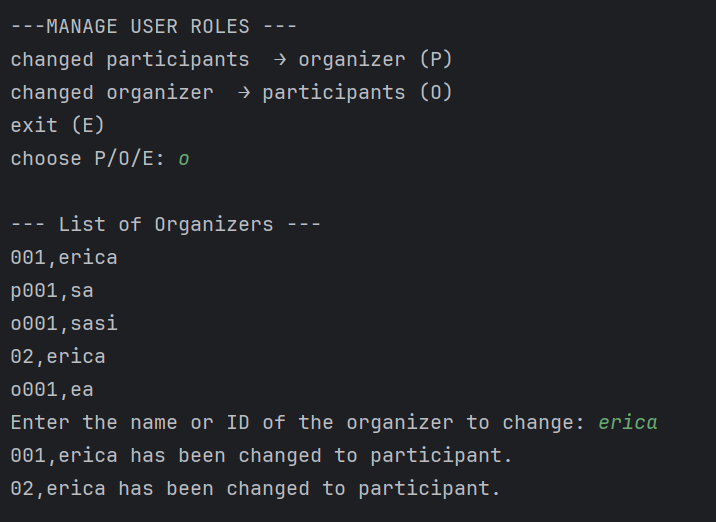 ---MANAGE USER ROLES ---
changed participants  → organizer (P)
changed organizer  → participants (O)
exit (E)
choose P/O/E: o

--- List of Organizers ---
001,erica
p001,sa
o001,sasi
02,erica
o001,ea
Enter the name or ID of the organizer to change: erica
001,erica has been changed to participant.
02,erica has been changed to participant.